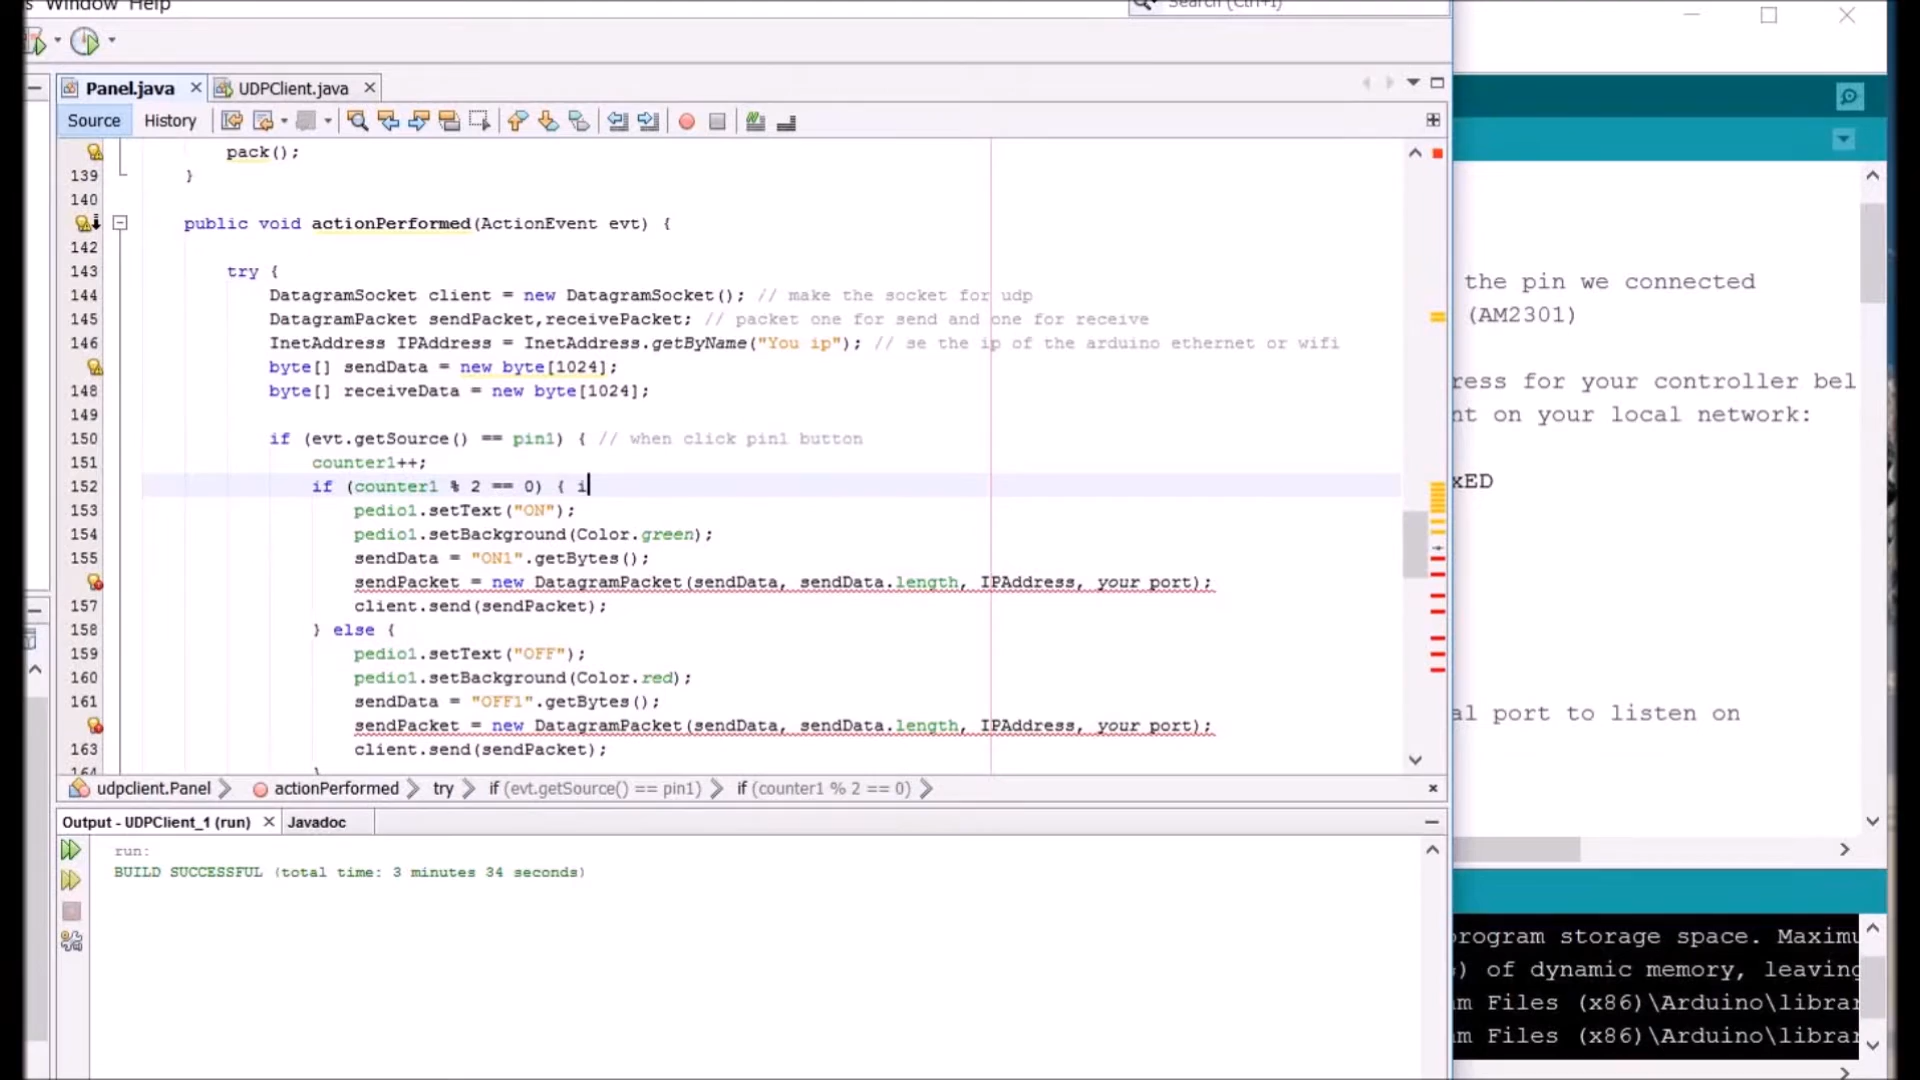 Window Help
Search (Ctrl+I)
Panel.java
UDPClient.java
Source
History
pack();
139 }
140
public void actionPerformed(ActionEvent evt) {
142
143 try {
144 DatagramSocket client = new DatagramSocket(); // make the socket for udp
145 DatagramPacket sendPacket,receivePacket; // packet one for send and one for receive
146 InetAddress IPAddress = InetAddress.getByName("You ip"); // se the ip of the arduino ethernet or wifi
byte[] sendData = new byte[1024];
148 byte[] receiveData = new byte[1024];
149
150 if (evt.getSource() == pin1) { // when click pin1 button
151 counter1++;
152 if (counter1 % 2 == 0) { i
153 pedio1.setText("ON");
154 pedio1.setBackground(Color.green);
155 sendData = "ON1".getBytes();
sendPacket = new DatagramPacket(sendData, sendData.length, IPAddress, your port);
157 client.send(sendPacket);
158 } else {
159 pedio1.setText("OFF");
160 pedio1.setBackground(Color.red);
161 sendData = "OFF1".getBytes();
sendPacket = new DatagramPacket(sendData, sendData.length, IPAddress, your port);
163 client.send(sendPacket);
164 }
udpclient.Panel
actionPerformed
try
if (evt.getSource() == pin1)
if (counter1 % 2 == 0)
Output - UDPClient_1 (run)
Javadoc
run:
BUILD SUCCESSFUL (total time: 3 minutes 34 seconds)
the pin we connected
(AM2301)
ress for your controller bel
nt on your local network:
xED
al port to listen on
program storage space. Maximu
) of dynamic memory, leaving
am Files (x86)\Arduino\librar
am Files (x86)\Arduino\librar